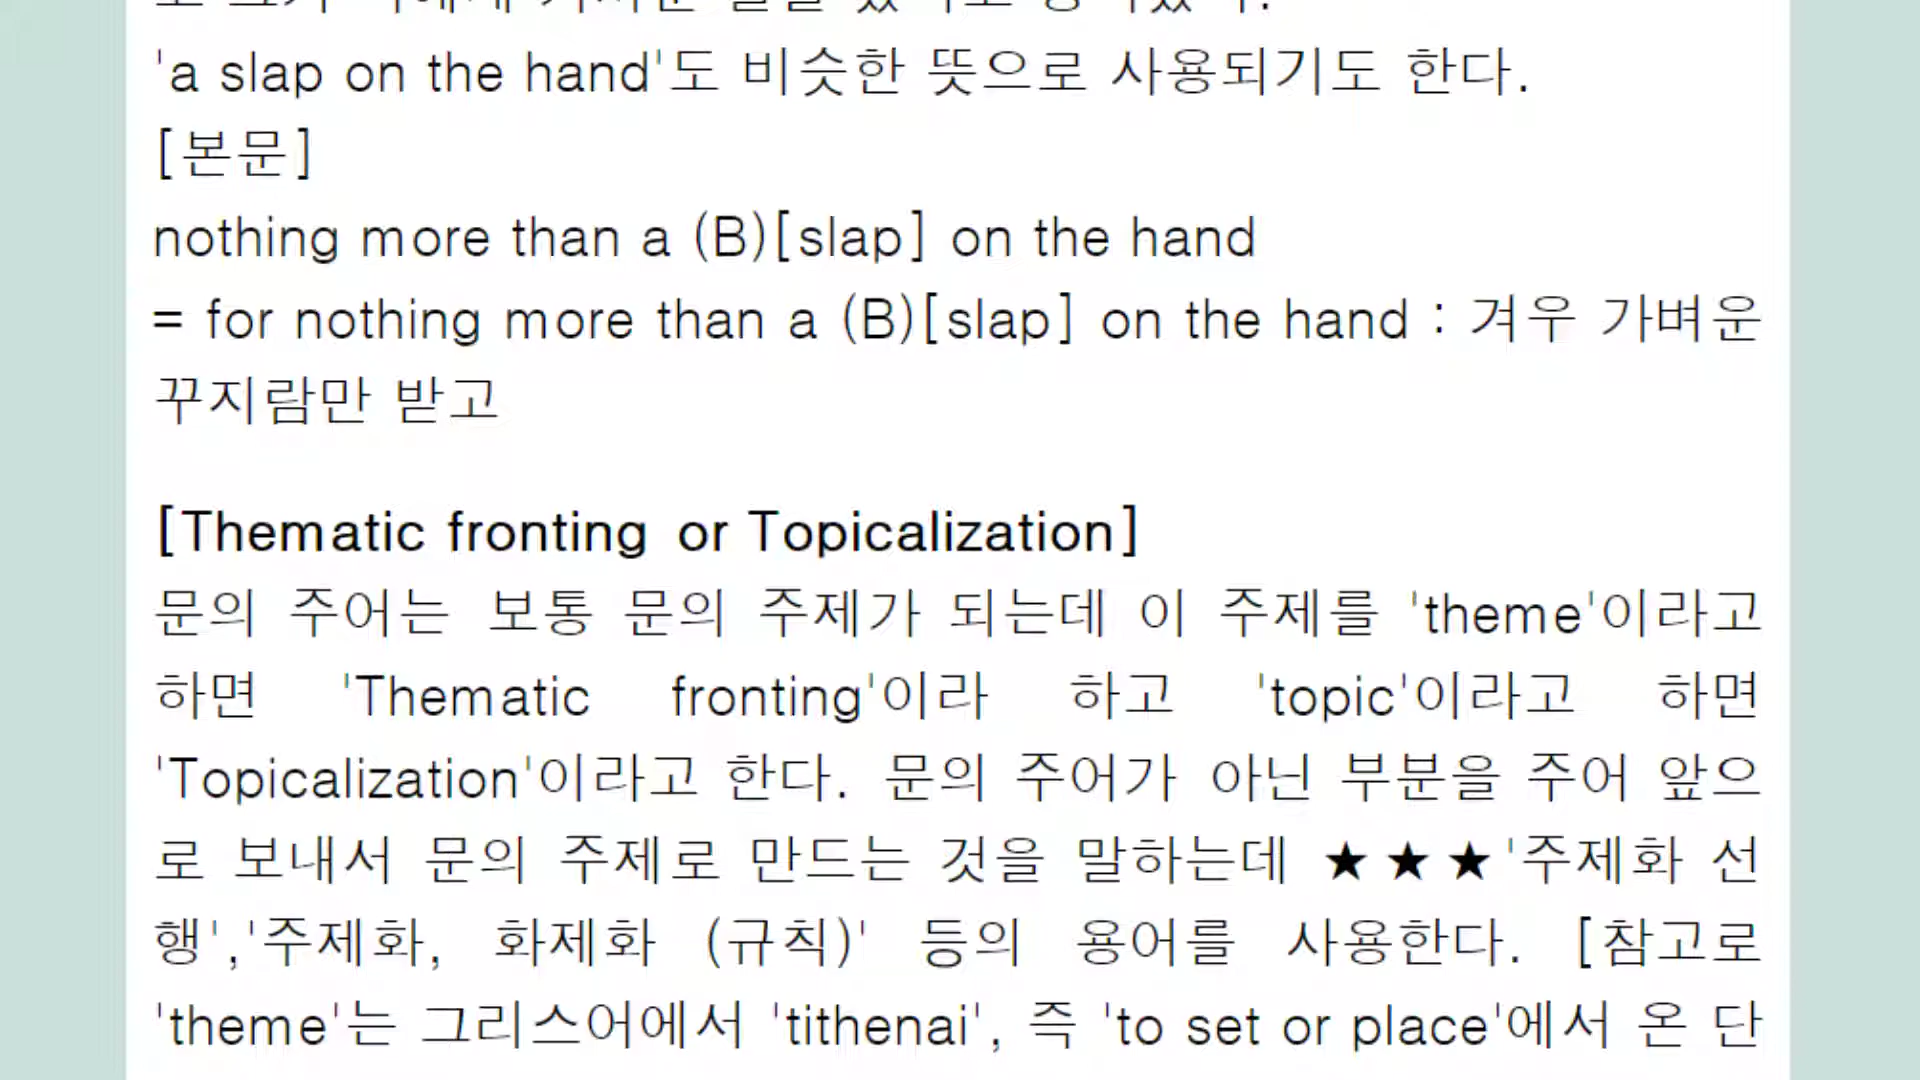 'a slap on the hand'도 비슷한 뜻으로 사용되기도 한다.
[본문]
nothing more than a (B)[slap] on the hand
= for nothing more than a (B)[slap] on the hand : 겨우 가벼운
꾸지람만 받고
[Thematic fronting or Topicalization]
문의 주어는 보통 문의 주제가 되는데 이 주제를 'theme'이라고
하면 'Thematic fronting'이라 하고 'topic'이라고 하면
'Topicalization'이라고 한다. 문의 주어가 아닌 부분을 주어 앞으
로 보내서 문의 주제로 만드는 것을 말하는데 ★★★'주제화 선
행','주제화, 화제화 (규칙)' 등의 용어를 사용한다. [참고로
'theme'는 그리스어에서 'tithenai', 즉 'to set or place'에서 온 단